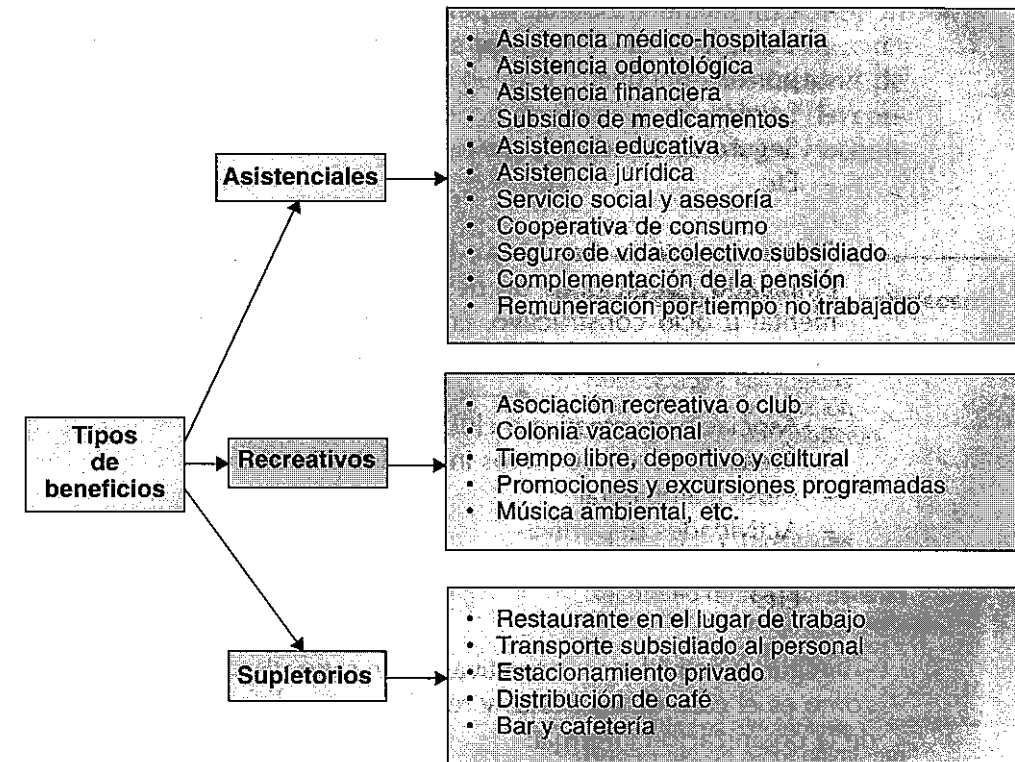 Tipos
de
beneficios
Asistenciales
• Asistencia médico-hospitalaria
• Asistencia odontológica
• Asistencia financiera
• Subsidio de medicamentos
• Asistencia educativa
• Asistencia jurídica
• Servicio social y asesoría
• Cooperativa de consumo
• Seguro de vida colectivo subsidiado
• Complementación de la pensión
• Remuneración por tiempo no trabajado
Recreativos
• Asociación recreativa o club
• Colonia vacacional
• Tiempo libre, deportivo y cultural
• Promociones y excursiones programadas
• Música ambiental, etc.
Supletorios
• Restaurante en el lugar de trabajo
• Transporte subsidiado al personal
• Estacionamiento privado
• Distribución de café
• Bar y cafetería